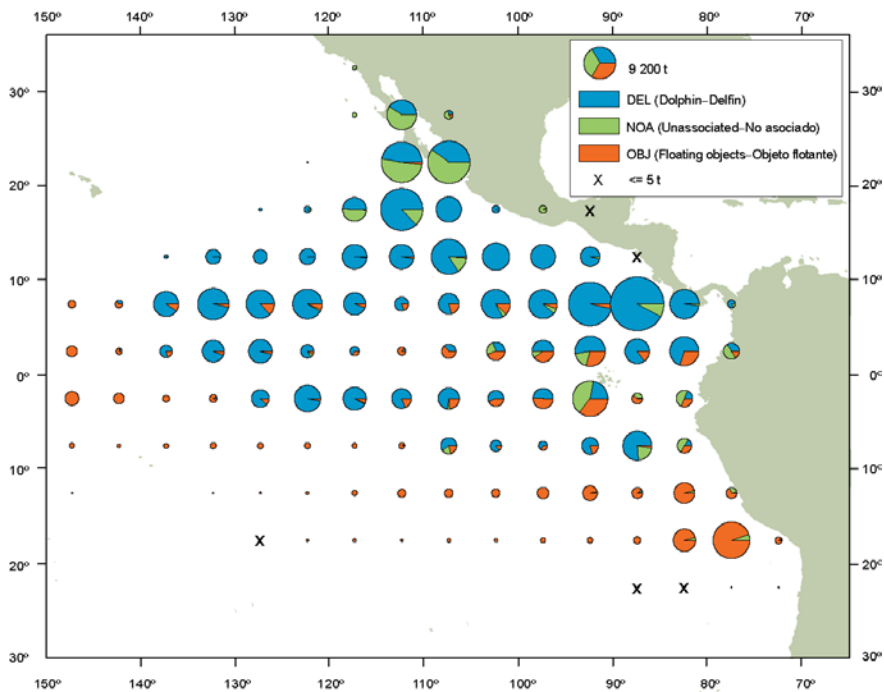 150° 140° 130° 120° 110° 100° 90° 80° 70°
9 200 t
DEL (Dolphin–Delfín)
NOA (Unassociated–No asociado)
OBJ (Floating objects–Objeto flotante)
X <= 5 t
30° 30°
20° 20°
X
X
10° 10°
0° 0°
10° 10°
X
20° 20°
X X
30° 30°
150° 140° 130° 120° 110° 100° 90° 80° 70°